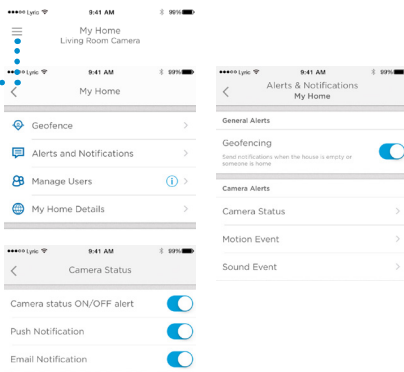 Lyric 9:41 AM 99%
My Home
Living Room Camera
Lyric 9:41 AM 99%
My Home
Geofence
Alerts and Notifications
Manage Users
My Home Details
Lyric 9:41 AM 99%
Camera Status
Camera status ON/OFF alert
Push Notification
Email Notification
Lyric 9:41 AM 99%
Alerts & Notifications
My Home
General Alerts
Geofencing
Send notifications when the house is empty or
someone is home
Camera Alerts
Camera Status
Motion Event
Sound Event